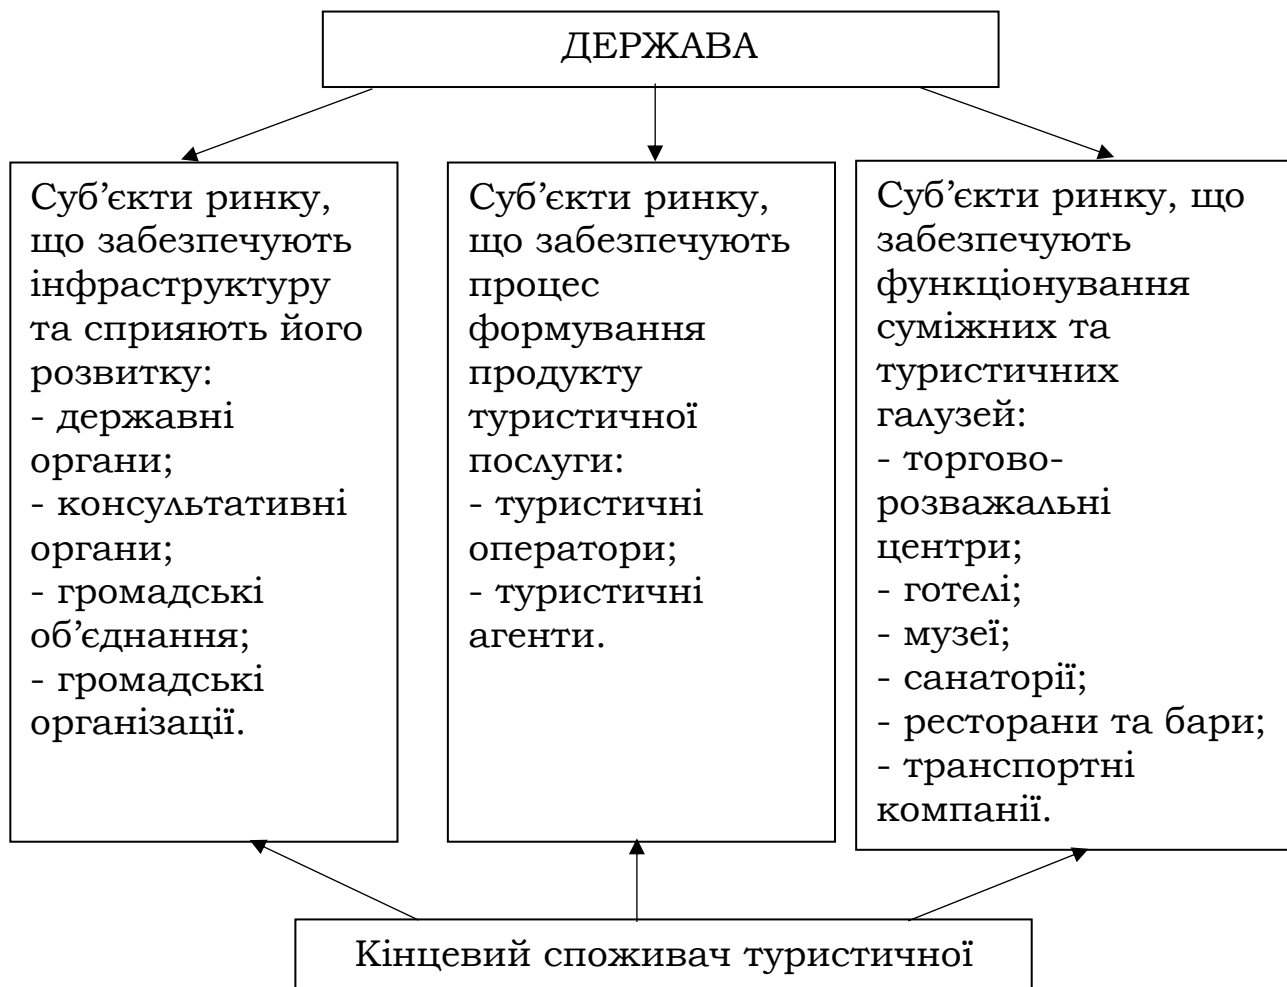 ДЕРЖАВА
Суб’єкти ринку,
що забезпечують
інфраструктуру
та сприяють його
розвитку:
- державні
органи;
- консультативні
органи;
- громадські
об’єднання;
- громадські
організації.
Суб’єкти ринку,
що забезпечують
процес
формування
продукту
туристичної
послуги:
- туристичні
оператори;
- туристичні
агенти.
Суб’єкти ринку, що
забезпечують
функціонування
суміжних та
туристичних
галузей:
- торгово-
розважальні
центри;
- готелі;
- музеї;
- санаторії;
- ресторани та бари;
- транспортні
компанії.
Кінцевий споживач туристичної